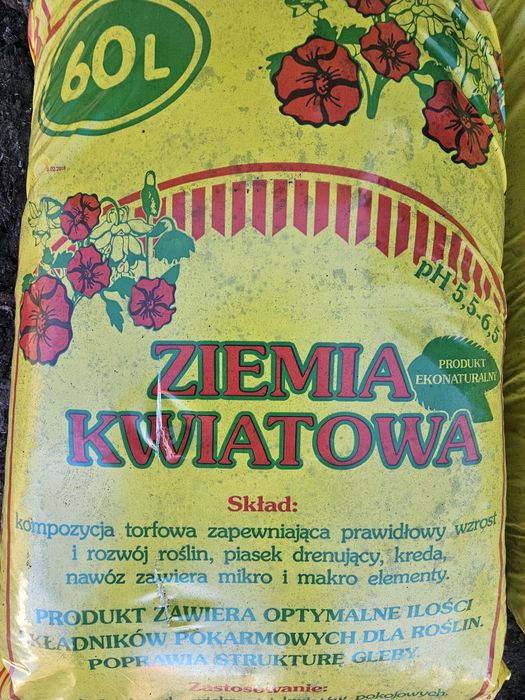 60L
pH 5,5-6,5
ZIEMIA
KWIATOWA
PRODUKT
EKONATURALNY
Skład:
kompozycja torfowa zapewniająca prawidłowy wzrost
i rozwój roślin, piasek drenujący, kreda,
nawóz zawiera mikro i makro elementy.
PRODUKT ZAWIERA OPTYMALNE ILOŚCI
SKŁADNIKÓW POKARMOWYCH DLA ROŚLIN.
POPRAWIA STRUKTURĘ GLEBY.
Zastosowanie:
pokojowych,